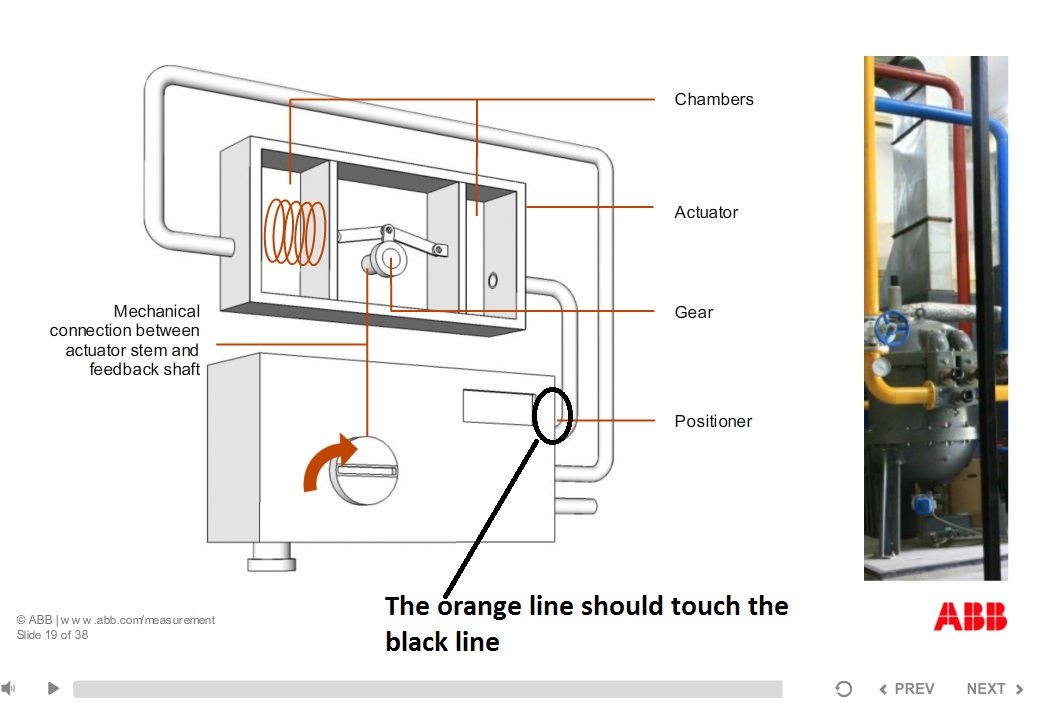 Chambers
Actuator
Gear
Mechanical
connection between
actuator stem and
feedback shaft
Positioner
The orange line should touch the
black line
© ABB | w w w .abb.com/measurement
Slide 19 of 38
ABB
PREV
NEXT